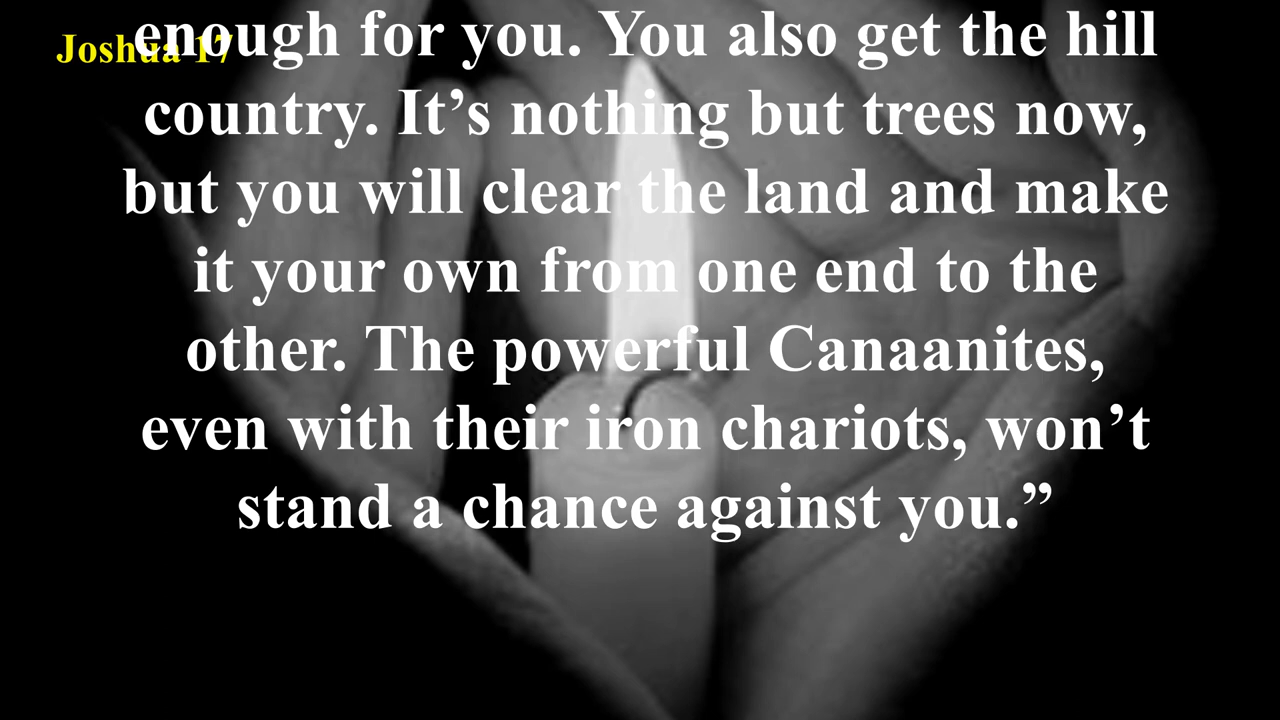 Joshua 17
enough for you. You also get the hill
country. It’s nothing but trees now,
but you will clear the land and make
it your own from one end to the
other. The powerful Canaanites,
even with their iron chariots, won’t
stand a chance against you.”